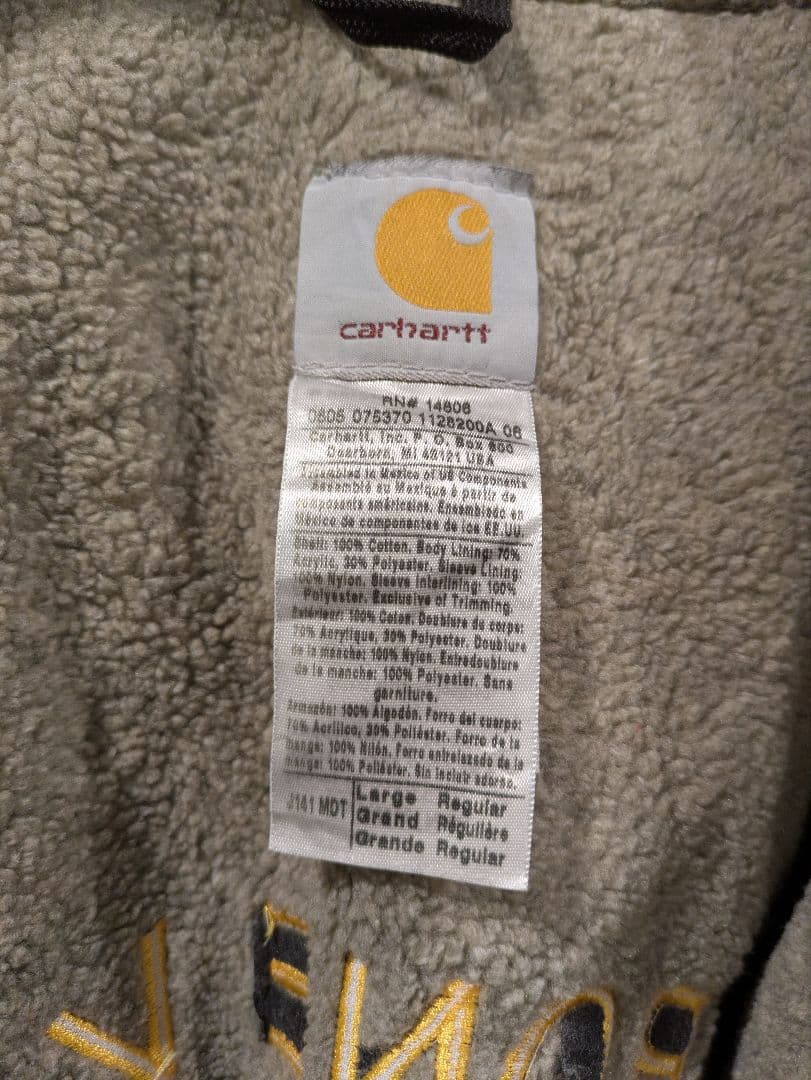 carhartt
RN# 14806
0806 075370 1128200A 06
Carhartt, Inc. P. O. Box 600
Dearborn, MI 48121 USA
Assembled in Mexico of US Components
Assemblé au Mexique à partir de
composants américains. Ensamblado en
México de componentes de los EE.UU.
Shell: 100% Cotton. Body Lining: 70%
Acrylic, 30% Polyester. Sleeve Lining:
100% Nylon. Sleeve Interlining: 100%
Polyester. Exclusive of Trimming.
Extérieur: 100% Coton. Doublure du corps:
70% Acrylique, 30% Polyester. Doublure
de la manche: 100% Nylon. Entredoublure
de la manche: 100% Polyester. Sans
garniture.
Armazón: 100% Algodón. Forro del cuerpo:
70% Acrílico, 30% Poliéster. Forro de la
manga: 100% Nilón. Forro entrelazado de la
manga: 100% Poliéster. Sin incluir adorno.
J141 MDT
Large Regular
Grand Régulière
Grande Regular